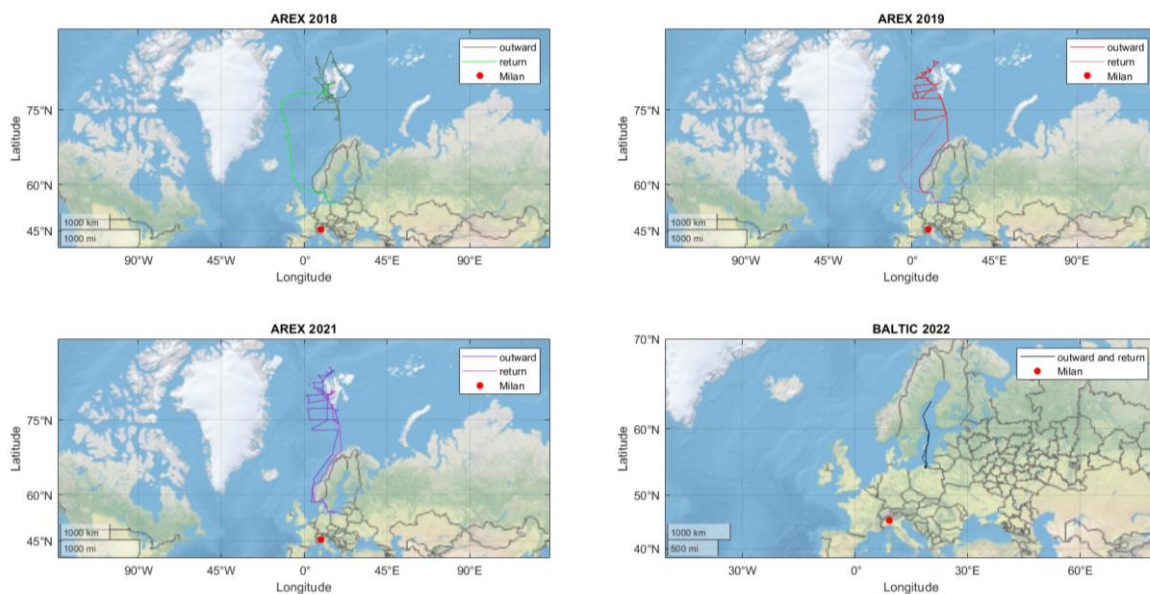 AREX 2018
outward
return
Milan
75°N
60°N
45°N
Latitude
1000 km
1000 mi
90°W 45°W 0° 45°E 90°E
Longitude
AREX 2019
outward
return
Milan
75°N
60°N
45°N
Latitude
1000 km
1000 mi
90°W 45°W 0° 45°E 90°E
Longitude
AREX 2021
outward
return
Milan
75°N
60°N
45°N
Latitude
1000 km
1000 mi
90°W 45°W 0° 45°E 90°E
Longitude
BALTIC 2022
outward and return
Milan
70°N
60°N
50°N
40°N
Latitude
1000 km
500 mi
30°W 0° 30°E 60°E
Longitude